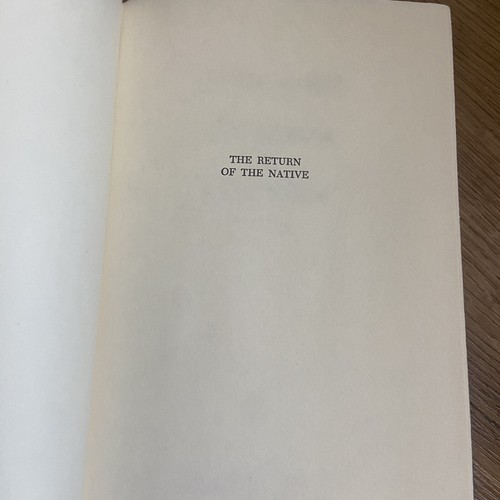 THE RETURN
OF THE NATIVE